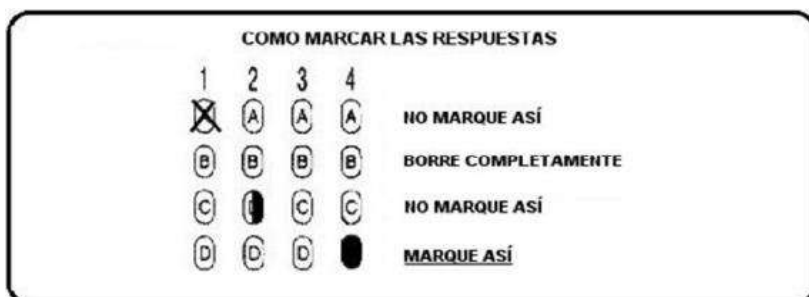 COMO MARCAR LAS RESPUESTAS
1 2 3 4
A A A NO MARQUE ASÍ
B B B B BORRE COMPLETAMENTE
C C C NO MARQUE ASÍ
D D D MARQUE ASÍ